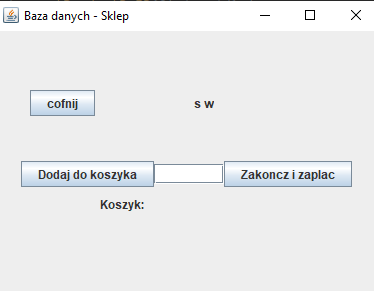 Baza danych - Sklep
cofnij s w
Dodaj do koszyka Zakoncz i zaplac
Koszyk: